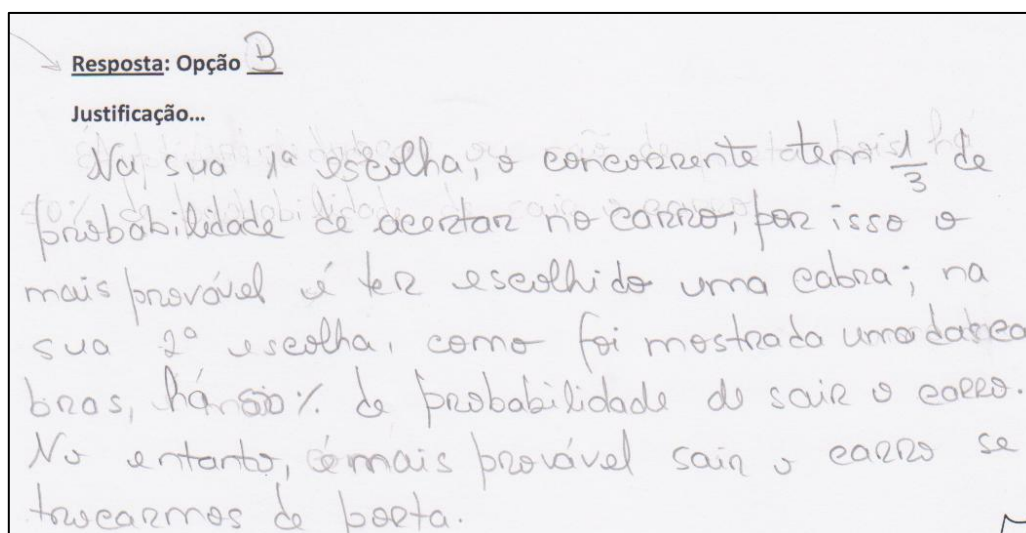 Resposta: Opção B
Justificação...
Na sua 1ª escolha, o concorrente tem 1/3 de
probabilidade de acertar no carro, por isso o
mais provável é ter escolhido uma cabra; na
sua 2ª escolha, como foi mostrada uma das ca
bras, há 50% de probabilidade de sair o carro.
No entanto, é mais provável sair o carro se
trocarmos de porta.